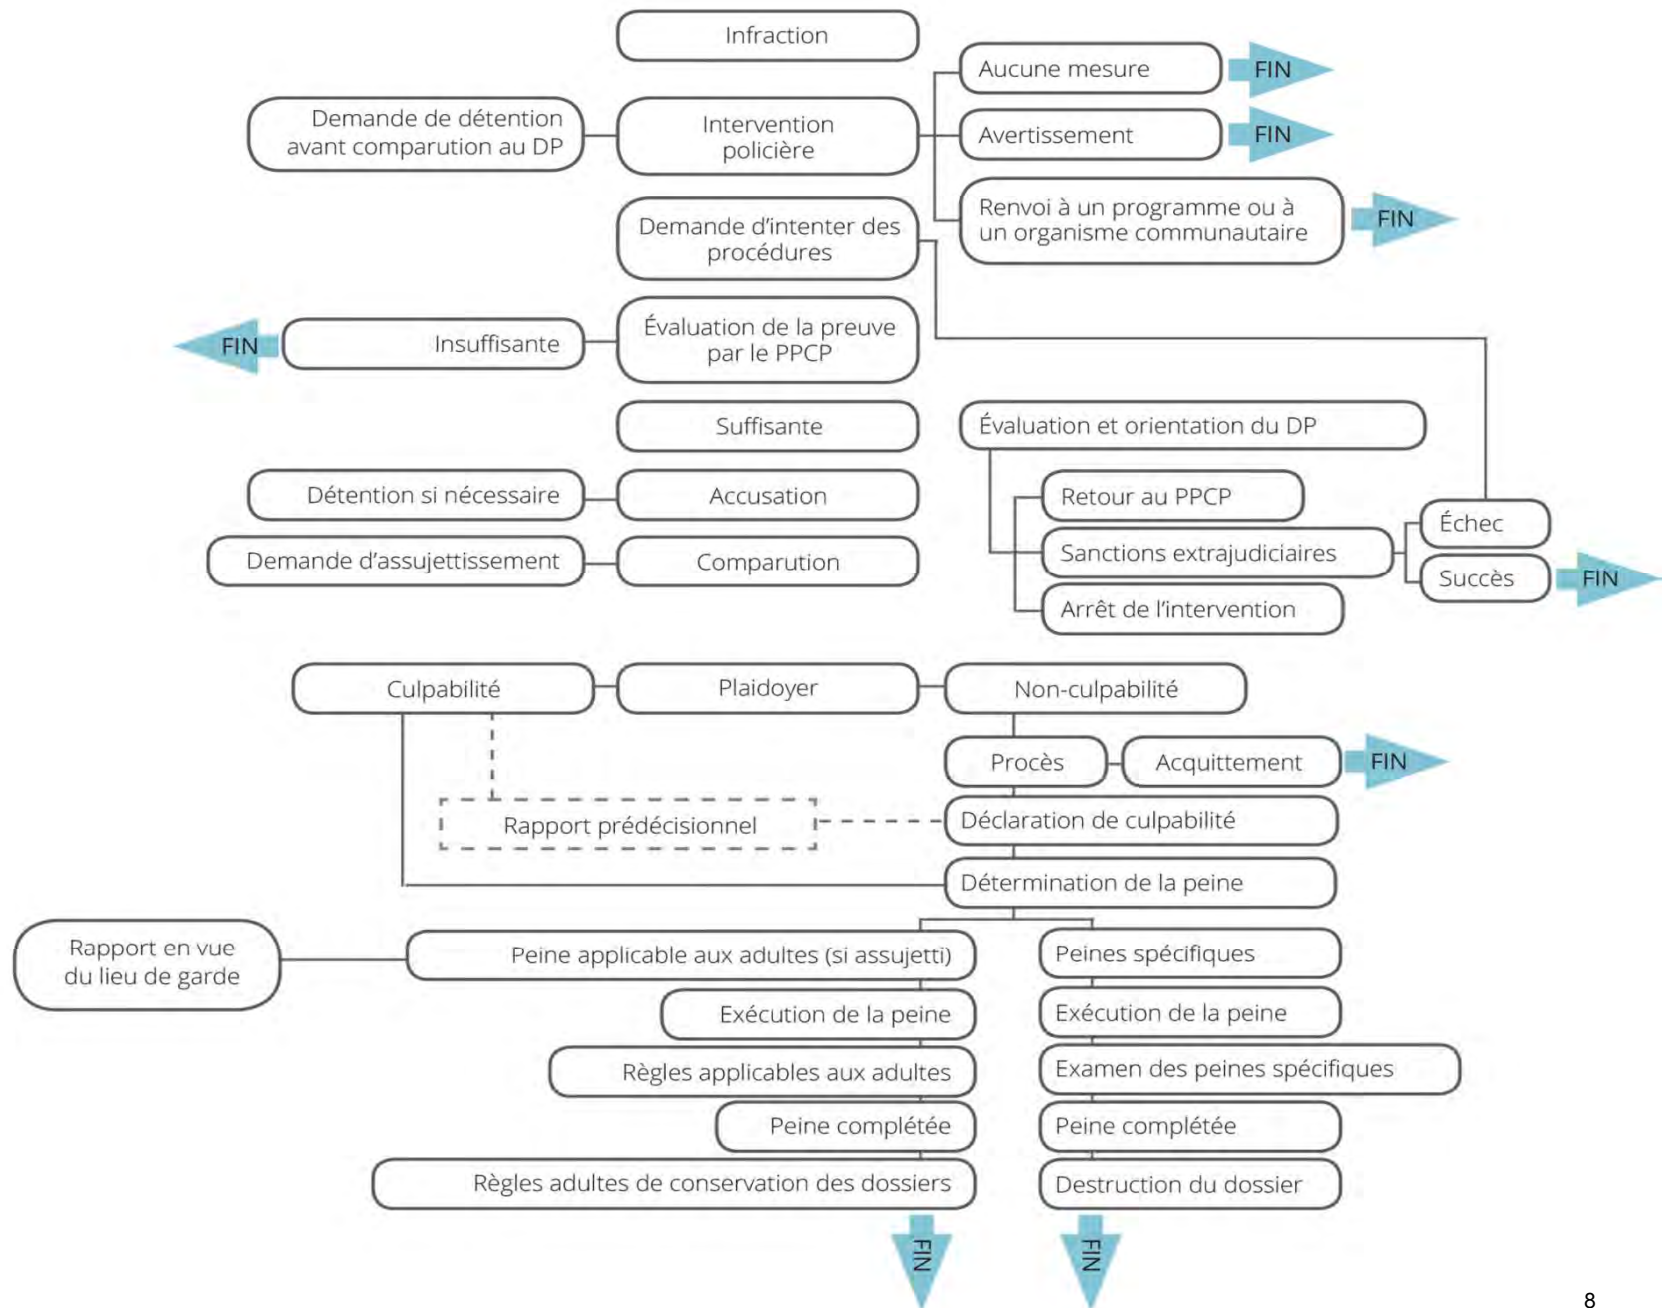 Infraction
Aucune mesure
FIN
Demande de détention
avant comparution au DP
Intervention
policière
Avertissement
FIN
Renvoi à un programme ou à
un organisme communautaire
FIN
Demande d'intenter des
procédures
FIN
Insuffisante
Évaluation de la preuve
par le PPCP
Suffisante
Évaluation et orientation du DP
Détention si nécessaire
Accusation
Retour au PPCP
Échec
Demande d'assujettissement
Comparution
Sanctions extrajudiciaires
Succès
FIN
Arrêt de l'intervention
Culpabilité
Plaidoyer
Non-culpabilité
Procès
Acquittement
FIN
Rapport prédécisionnel
Déclaration de culpabilité
Détermination de la peine
Rapport en vue
du lieu de garde
Peine applicable aux adultes (si assujetti)
Peines spécifiques
Exécution de la peine
Exécution de la peine
Règles applicables aux adultes
Examen des peines spécifiques
Peine complétée
Peine complétée
Règles adultes de conservation des dossiers
Destruction du dossier
FIN
FIN
8